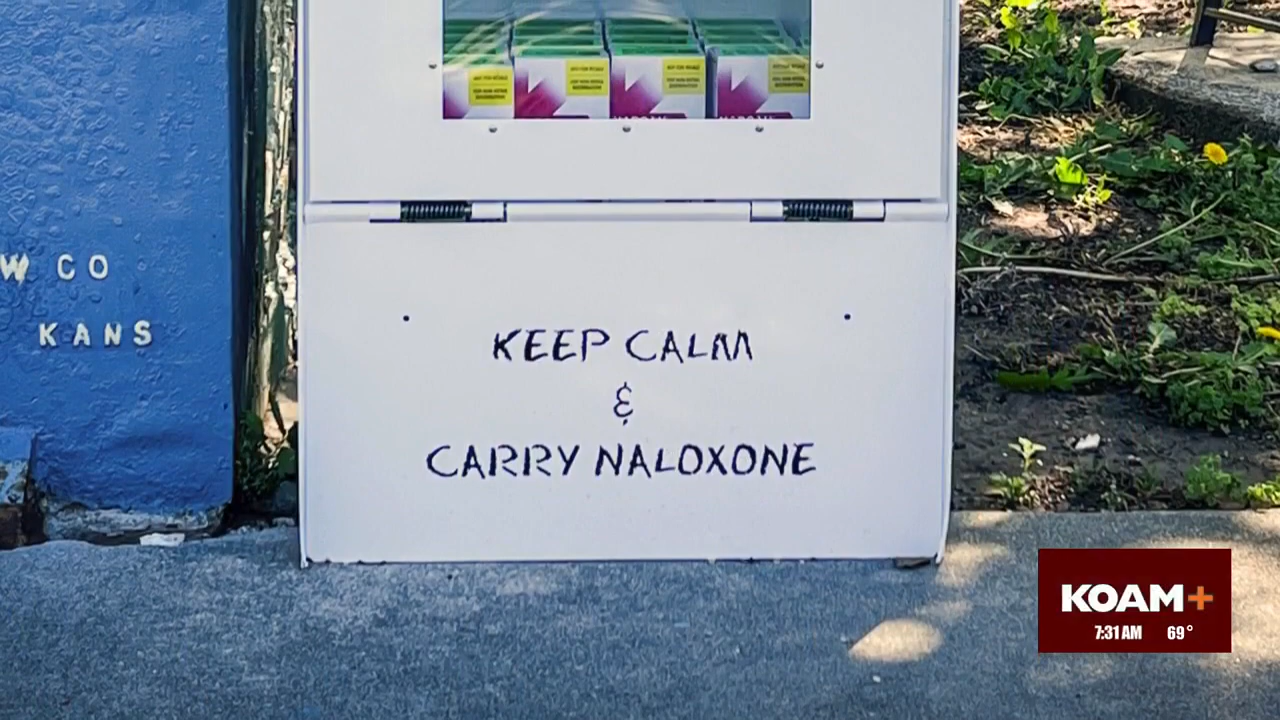 W CO
KANS
KEEP CALM
&
CARRY NALOXONE
KOAM+
7:31 AM 69°